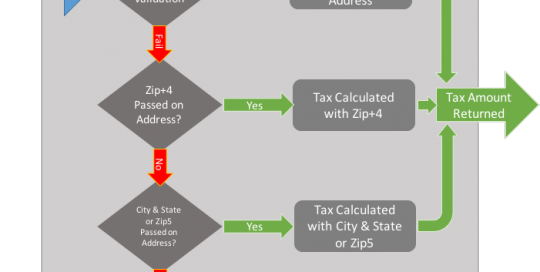 Validation
Address
Fail
Zip+4
Passed on
Address?
Yes
Tax Calculated
with Zip+4
Tax Amount
Returned
No
City & State
or Zip5
Passed on
Address?
Yes
Tax Calculated
with City & State
or Zip5